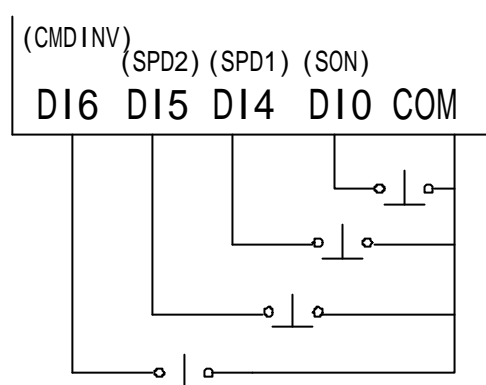 (CMDINV)
(SPD2) (SPD1) (SON)
DI6 DI5 DI4 DI0 COM